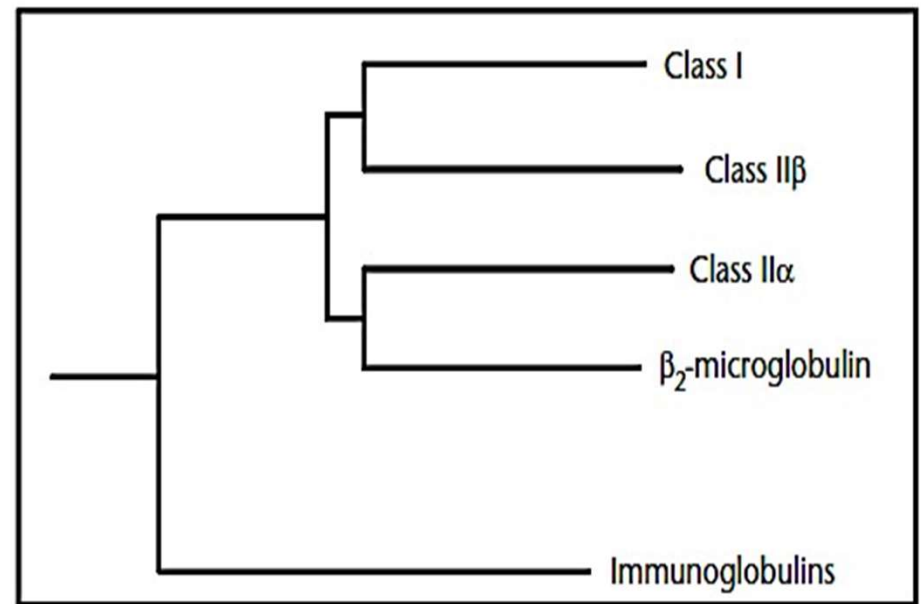 Class I
Class IIβ
Class IIα
β₂-microglobulin
Immunoglobulins